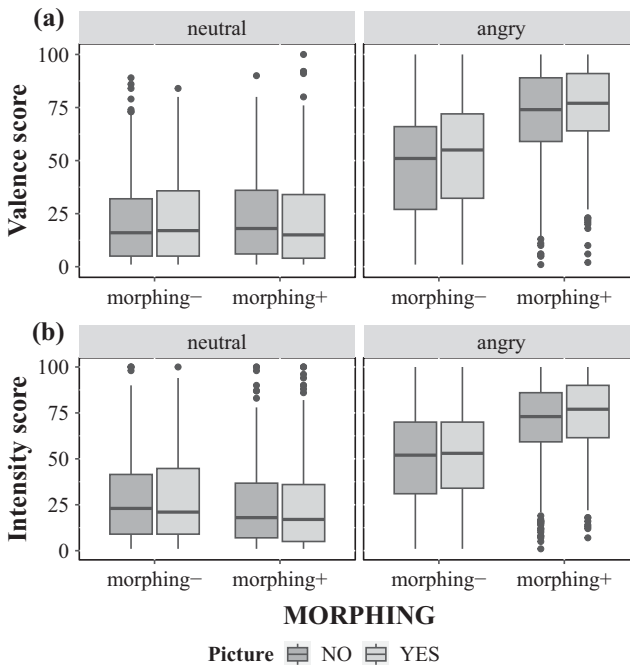 (a)
neutral angry
Valence score
100
75
50
25
0
morching− morphing+ morphing− morphing+
(b)
neutral angry
Intensity score
100
75
50
25
0
morphing− morphing+ morphing− morphing+
MORPHING
Picture NO YES